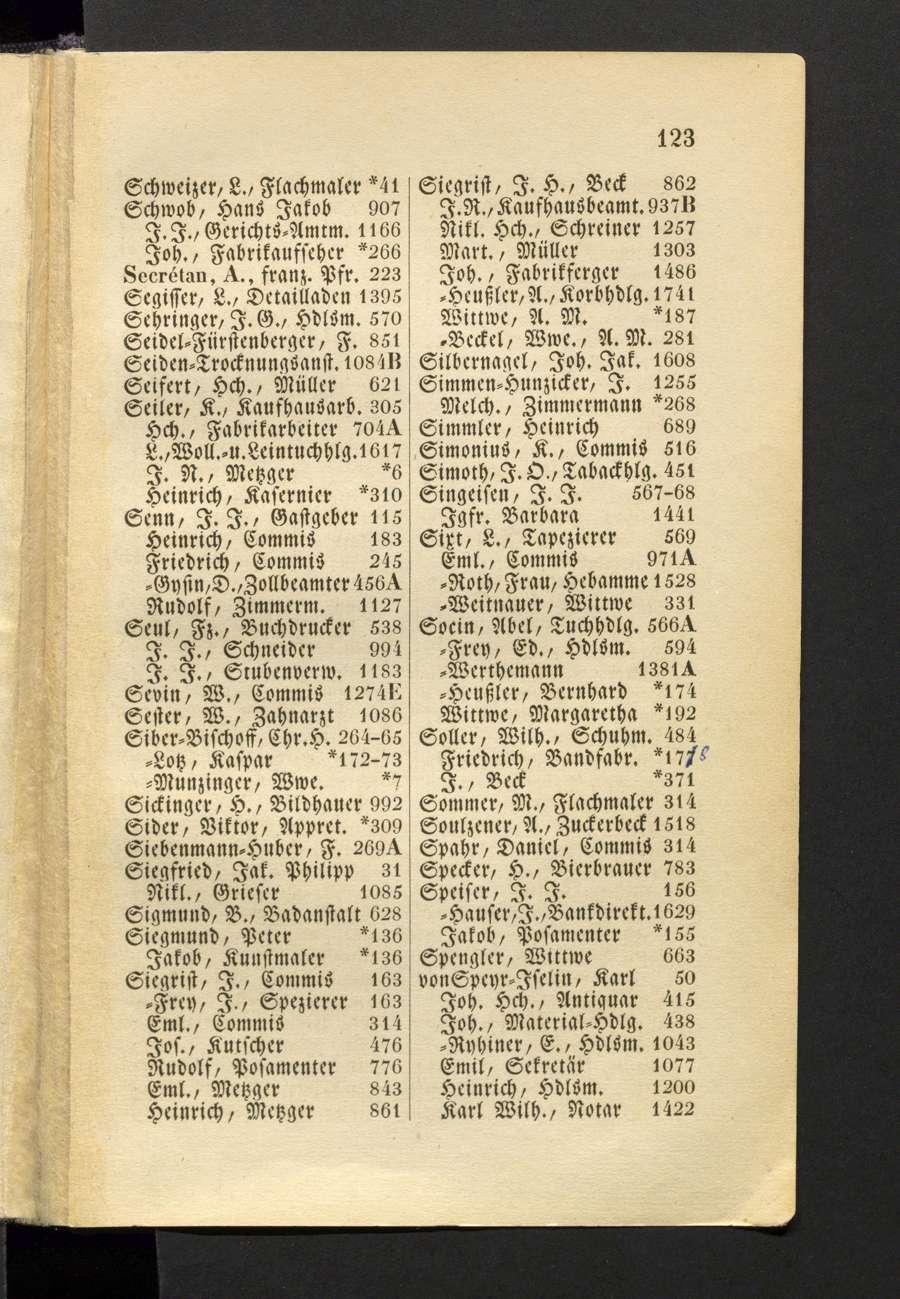 123
Schweizer, L., Flachmaler *41
Schwob, Hans Jakob 907
J. J., Gerichts-Amtm. 1166
Joh., Fabrikaufseher *266
Secrétan, A., franz. Pfr. 223
Segisser, L., Detailladen 1395
Sehringer, J. G., Hdlsm. 570
Seidel-Fürstenberger, F. 851
Seiden-Trocknungsanst. 1084B
Seifert, Hch., Müller 621
Seiler, K., Kaufhausarb. 305
Hch., Fabrikarbeiter 704A
L., Woll.-u.Leintuchhlg. 1617
J. N., Metzger *6
Heinrich, Kasernier *310
Senn, J. J., Gastgeber 115
Heinrich, Commis 183
Friedrich, Commis 245
-Gysin, D., Zollbeamter 456A
Rudolf, Zimmerm. 1127
Seul, Fz., Buchdrucker 538
J. J., Schneider 994
J. J., Stubenverw. 1183
Sevin, W., Commis 1274E
Sester, W., Zahnarzt 1086
Siber-Bischoff, Chr. H. 264-65
-Lotz, Kaspar *172-73
-Munzinger, Wwe. *7
Sickinger, H., Bildhauer 992
Sider, Viktor, Appret. *309
Siebenmann-Huber, F. 269A
Siegfried, Jak. Philipp 31
Nikl., Grieser 1085
Sigmund, B., Badanstalt 628
Siegmund, Peter *136
Jakob, Kunstmaler *136
Siegrist, J., Commis 163
-Frey, J., Spezierer 163
Eml., Commis 314
Jos., Kutscher 476
Rudolf, Posamenter 776
Eml., Metzger 843
Heinrich, Metzger 861
Siegrist, J. H., Beck 862
J. R., Kaufhausbeamt. 937B
Nikl. Hch., Schreiner 1257
Mart., Müller 1303
Joh., Fabrikferger 1486
-Heußler, A., Korbhdlg. 1741
Wittwe, A. M. *187
-Beckel, Wwe., A. M. 281
Silbernagel, Joh. Jak. 1608
Simmen-Hunzicker, J. 1255
Melch., Zimmermann *268
Simmler, Heinrich 689
Simonius, K., Commis 516
Simoth, J. O., Tabackhlg. 451
Singeisen, J. J. 567-68
Jgfr. Barbara 1441
Sixt, L., Tapezierer 569
Eml., Commis 971A
-Roth, Frau, Hebamme 1528
-Weitnauer, Wittwe 331
Socin, Abel, Tuchhdlg. 566A
-Frey, Ed., Hdlsm. 594
-Werthemann 1381A
-Heußler, Bernhard *174
Wittwe, Margaretha *192
Soller, Wilh., Schuhm. 484
Friedrich, Bandfabr. *178
J., Beck *371
Sommer, M., Flachmaler 314
Soulzener, A., Zuckerbeck 1518
Spahr, Daniel, Commis 314
Specker, H., Bierbrauer 783
Speiser, J. J. 156
-Hauser, J., Bankdirekt. 1629
Jakob, Posamenter *155
Spengler, Wittwe 663
von Speyr-Iselin, Karl 50
Joh. Hch., Antiquar 415
Joh., Material-Hdlg. 438
-Ryhiner, E., Hdlsm. 1043
Emil, Sekretär 1077
Heinrich, Hdlsm. 1200
Karl Wilh., Notar 1422